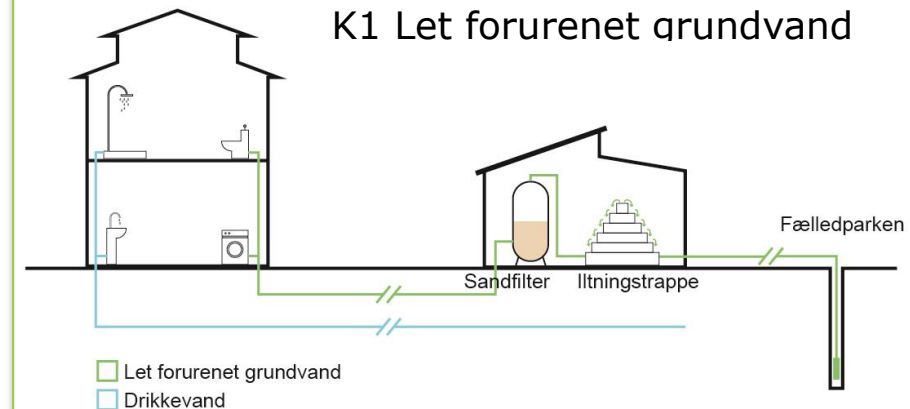 K1 Let forurenet grundvand
Fælledparken
Sandfilter
Iltningstrappe
Let forurenet grundvand
Drikkevand